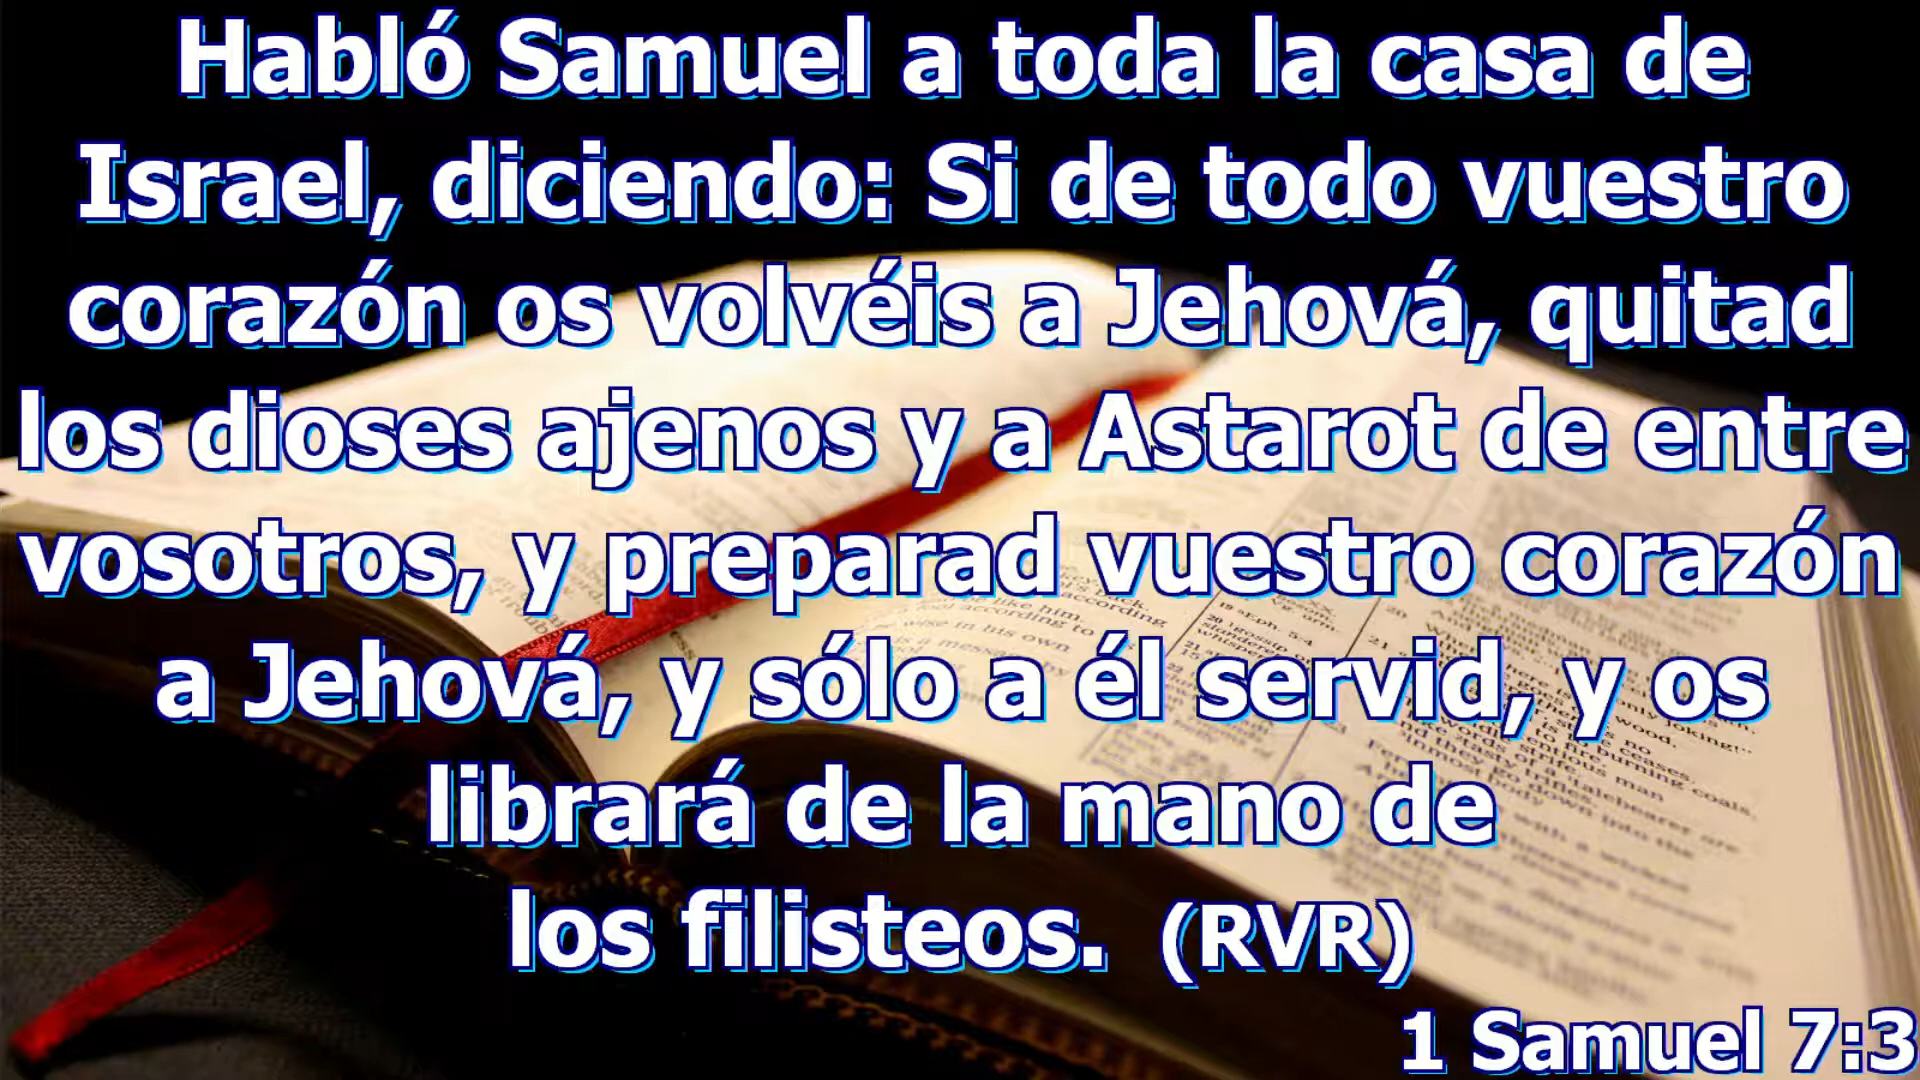 Habló Samuel a toda la casa de
Israel, diciendo: Si de todo vuestro
corazón os volvéis a Jehová, quitad
los dioses ajenos y a Astarot de entre
vosotros, y preparad vuestro corazón
a Jehová, y sólo a él servid, y os
librará de la mano de
los filisteos. (RVR)
1 Samuel 7:3